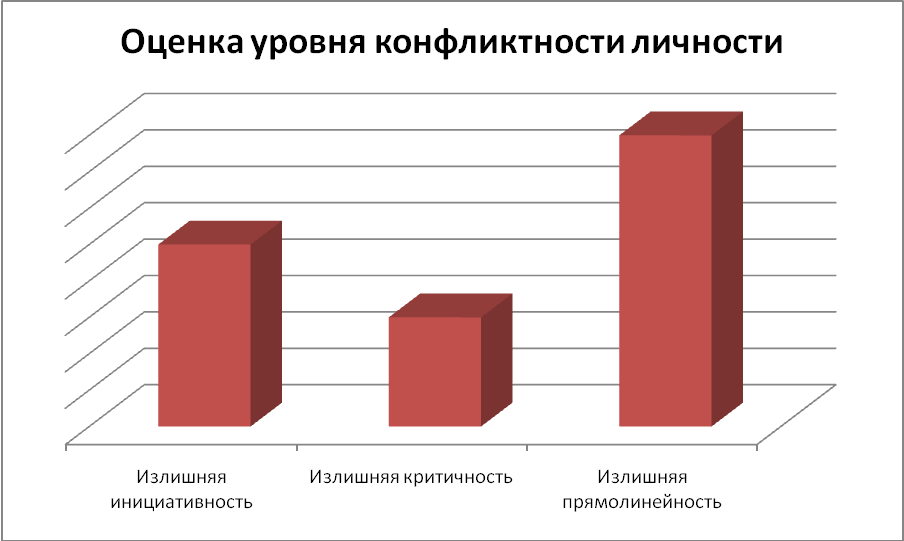 Оценка уровня конфликтности личности
Излишняя
инициативность
Излишняя критичность
Излишняя
прямолинейность